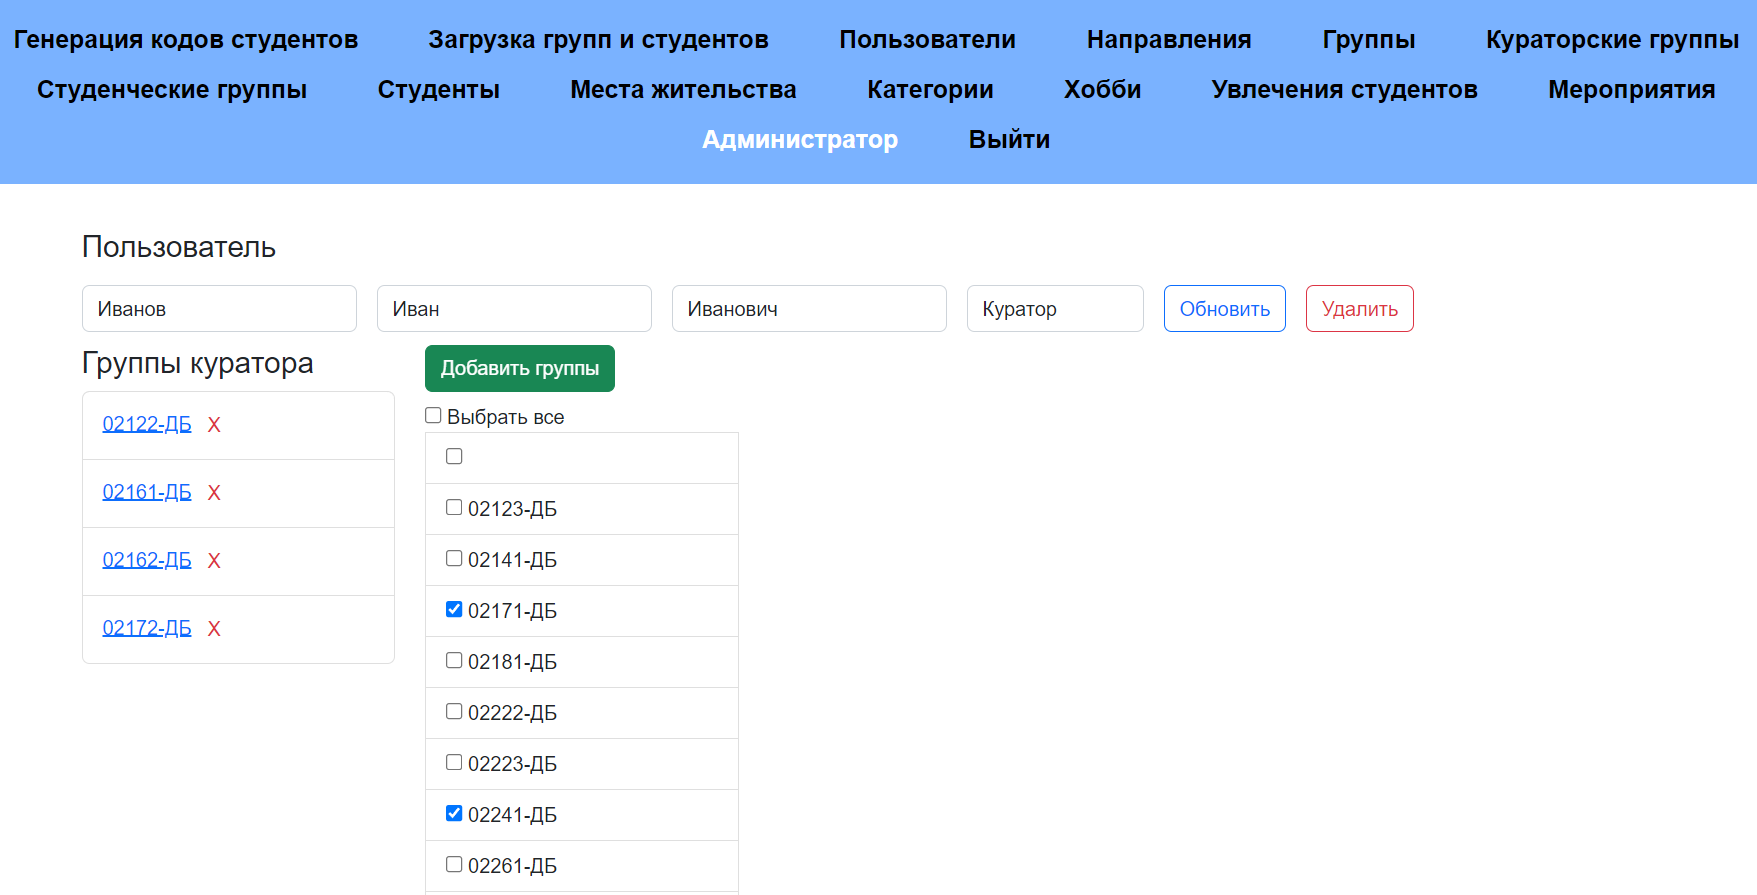 Генерация кодов студентов Загрузка групп и студентов Пользователи Направления Группы Кураторские группы
Студенческие группы Студенты Места жительства Категории Хобби Увлечения студентов Мероприятия
Администратор Выйти
Пользователь
Иванов Иван Иванович Куратор Обновить Удалить
Группы куратора
02122-ДБ X
02161-ДБ X
02162-ДБ X
02172-ДБ X
Добавить группы
Выбрать все
02123-ДБ
02141-ДБ
02171-ДБ
02181-ДБ
02222-ДБ
02223-ДБ
02241-ДБ
02261-ДБ